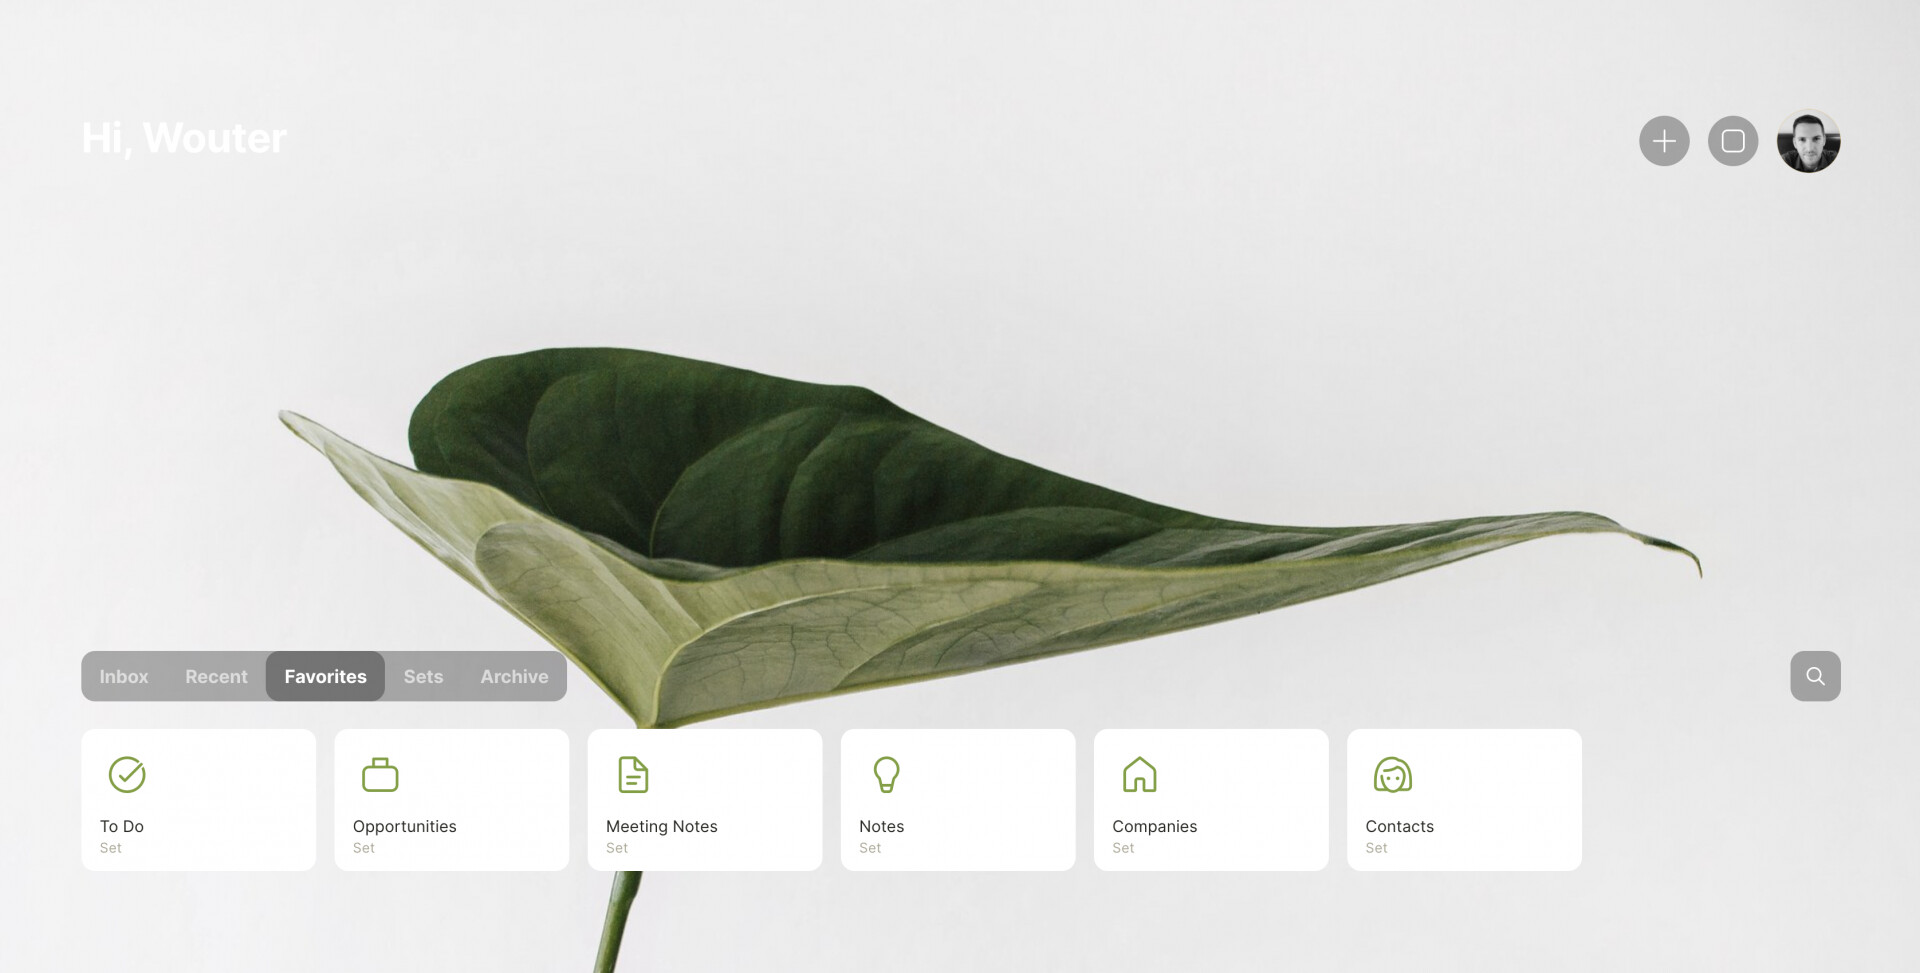 Hi, Wouter
Inbox Recent Favorites Sets Archive
To Do
Set
Opportunities
Set
Meeting Notes
Set
Notes
Set
Companies
Set
Contacts
Set